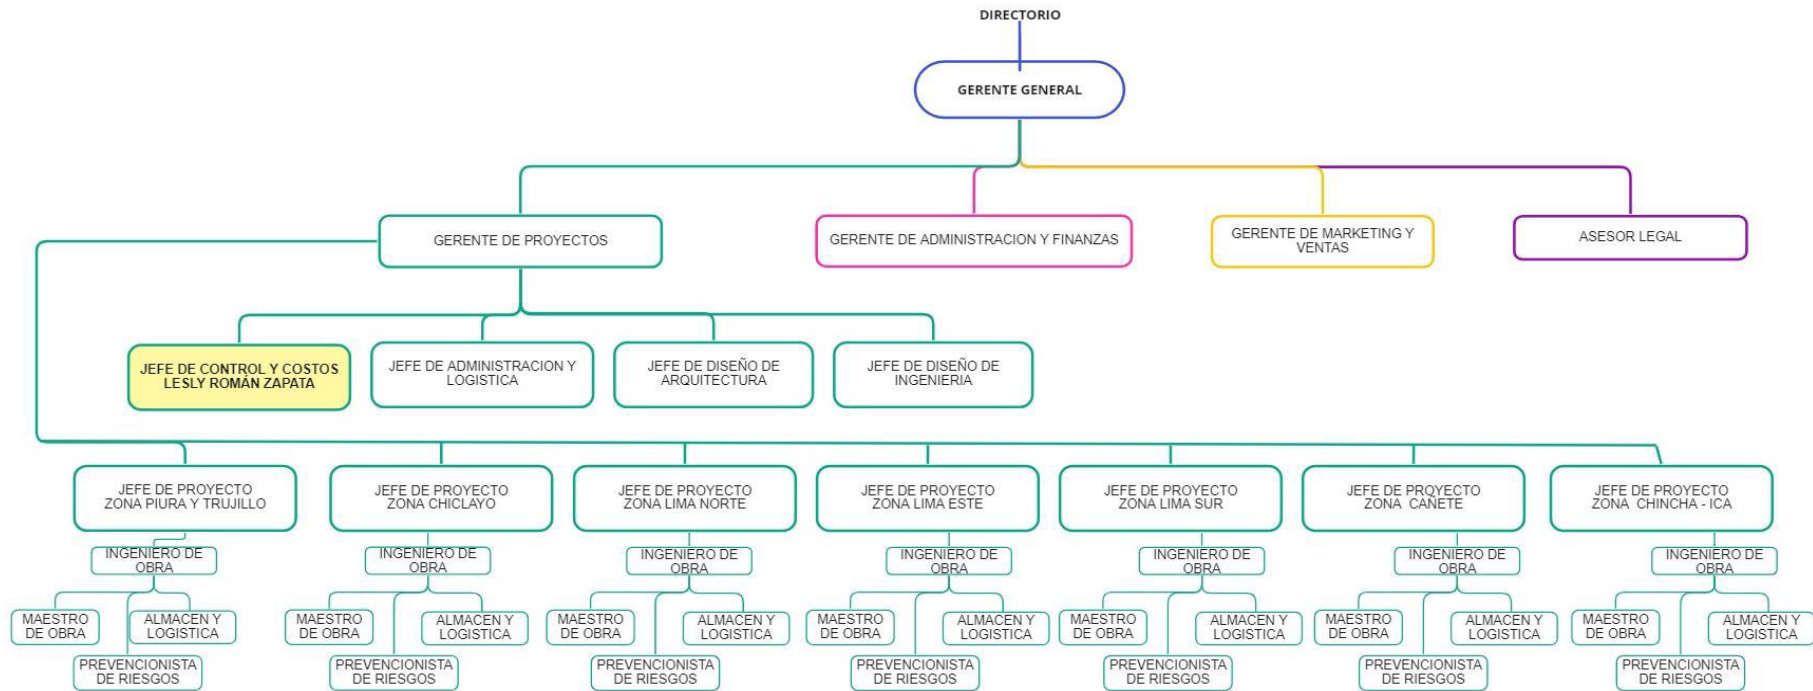 DIRECTORIO
GERENTE GENERAL
GERENTE DE PROYECTOS
GERENTE DE ADMINISTRACION Y FINANZAS
GERENTE DE MARKETING Y
VENTAS
ASESOR LEGAL
JEFE DE CONTROL Y COSTOS
LESLY ROMÁN ZAPATA
JEFE DE ADMINISTRACION Y
LOGISTICA
JEFE DE DISEÑO DE
ARQUITECTURA
JEFE DE DISEÑO DE
INGENIERIA
JEFE DE PROYECTO
ZONA PIURA Y TRUJILLO
JEFE DE PROYECTO
ZONA CHICLAYO
JEFE DE PROYECTO
ZONA LIMA NORTE
JEFE DE PROYECTO
ZONA LIMA ESTE
JEFE DE PROYECTO
ZONA LIMA SUR
JEFE DE PROYECTO
ZONA CAÑETE
JEFE DE PROYECTO
ZONA CHINCHA - ICA
INGENIERO DE
OBRA
INGENIERO DE
OBRA
INGENIERO DE
OBRA
INGENIERO DE
OBRA
INGENIERO DE
OBRA
INGENIERO DE
OBRA
INGENIERO DE
OBRA
MAESTRO
DE OBRA
ALMACEN Y
LOGISTICA
MAESTRO
DE OBRA
ALMACEN Y
LOGISTICA
MAESTRO
DE OBRA
ALMACEN Y
LOGISTICA
MAESTRO
DE OBRA
ALMACEN Y
LOGISTICA
MAESTRO
DE OBRA
ALMACEN Y
LOGISTICA
MAESTRO
DE OBRA
ALMACEN Y
LOGISTICA
MAESTRO
DE OBRA
ALMACEN Y
LOGISTICA
PREVENCIONISTA
DE RIESGOS
PREVENCIONISTA
DE RIESGOS
PREVENCIONISTA
DE RIESGOS
PREVENCIONISTA
DE RIESGOS
PREVENCIONISTA
DE RIESGOS
PREVENCIONISTA
DE RIESGOS
PREVENCIONISTA
DE RIESGOS